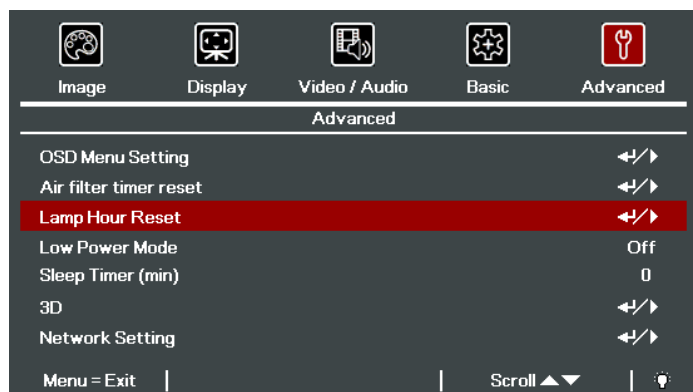 Image Display Video / Audio Basic Advanced
Advanced
OSD Menu Setting
Air filter timer reset
Lamp Hour Reset
Low Power Mode Off
Sleep Timer (min) 0
3D
Network Setting
Menu = Exit Scroll